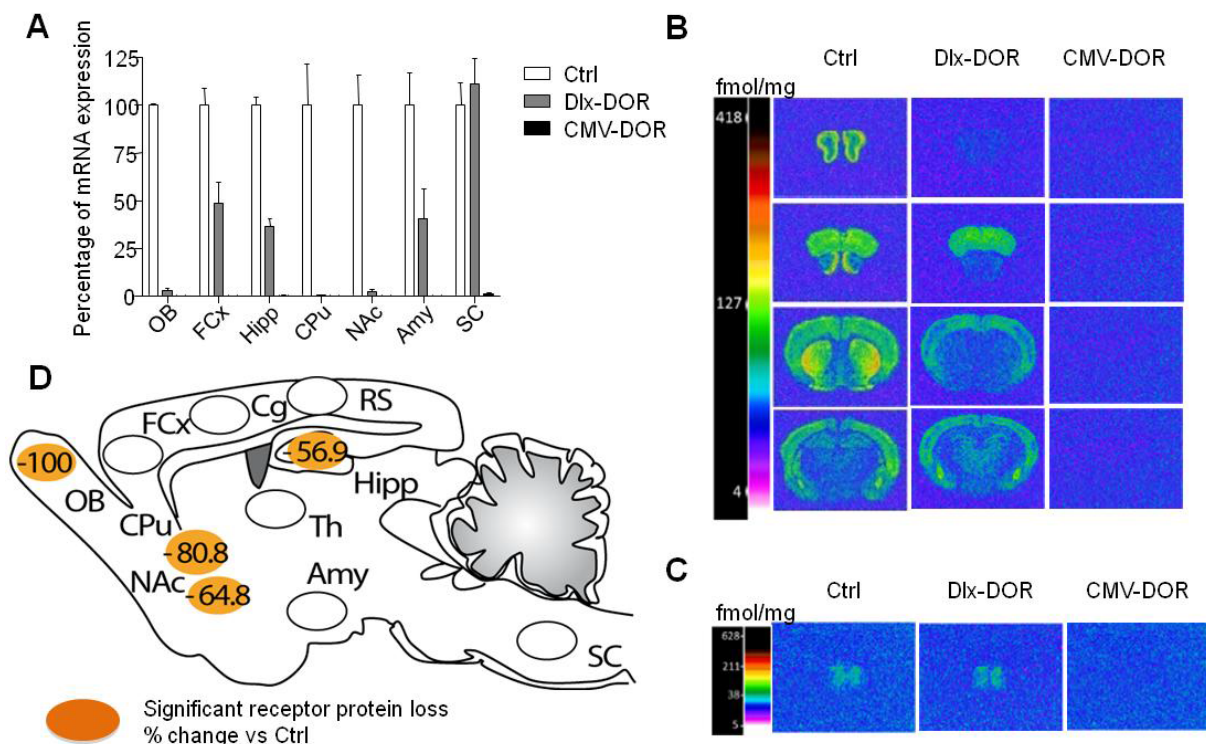 A
Percentage of mRNA expression
125
100
75
50
25
0
OB
FCx
Hipp
CPu
NAc
Amy
SC
Ctrl
Dlx-DOR
CMV-DOR
B
Ctrl
Dlx-DOR
CMV-DOR
fmol/mg
418
127
4
D
FCx
Cg
RS
-100
OB
-56.9
Hipp
CPu
-80.8
Th
NAc
-64.8
Amy
SC
Significant receptor protein loss
% change vs Ctrl
C
Ctrl
Dlx-DOR
CMV-DOR
fmol/mg
628
211
38
5